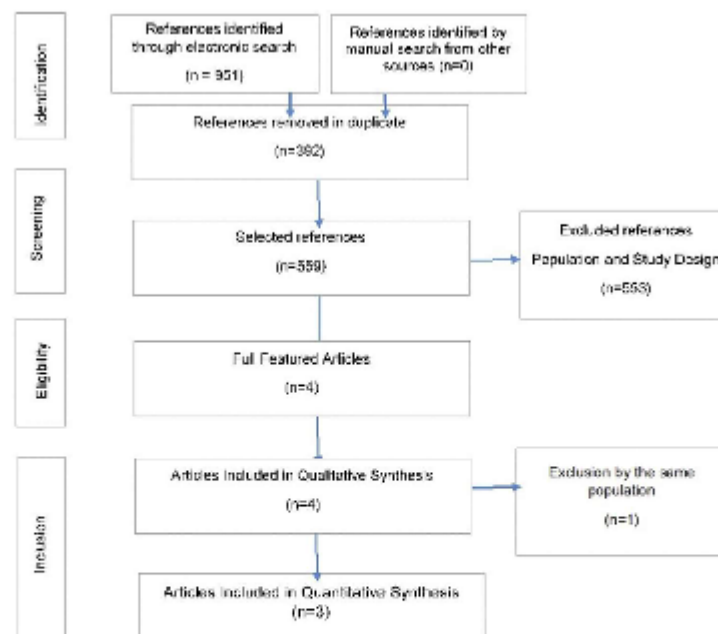 Identification
References identified
through electronic search
(n = 951)
References identified by
manual search from other
sources (n=0)
References removed in duplicate
(n=392)
Screening
Selected references
(n=559)
Excluded references
Population and Study Design
(n=553)
Eligibility
Full Featured Articles
(n=4)
Inclusion
Articles Included in Qualitative Synthesis
(n=4)
Exclusion by the same
population
(n=1)
Articles Included in Quantitative Synthesis
(n=3)